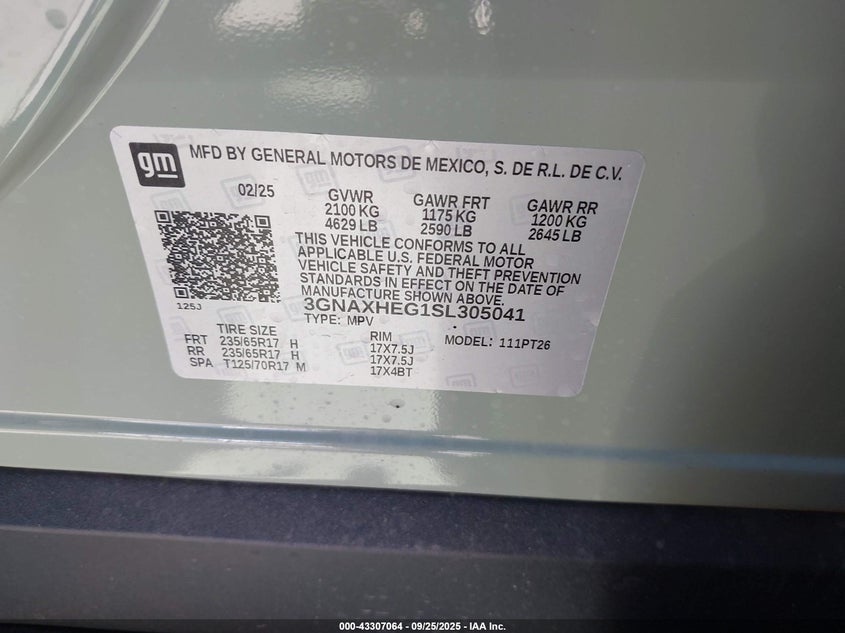 gm
MFD BY GENERAL MOTORS DE MEXICO, S. DE R.L. DE C.V.
02/25 GVWR GAWR FRT GAWR RR
2100 KG 1175 KG 1200 KG
4629 LB 2590 LB 2645 LB
THIS VEHICLE CONFORMS TO ALL
APPLICABLE U.S. FEDERAL MOTOR
VEHICLE SAFETY AND THEFT PREVENTION
STANDARDS IN EFFECT ON THE DATE OF
MANUFACTURE SHOWN ABOVE.
125J
3GNAXHEG1SL305041
TYPE: MPV
TIRE SIZE RIM MODEL: 111PT26
FRT 235/65R17 H 17X7.5J
RR 235/65R17 H 17X7.5J
SPA T125/70R17 M 17X4BT
000-43307064 - 09/25/2025 - IAA Inc.